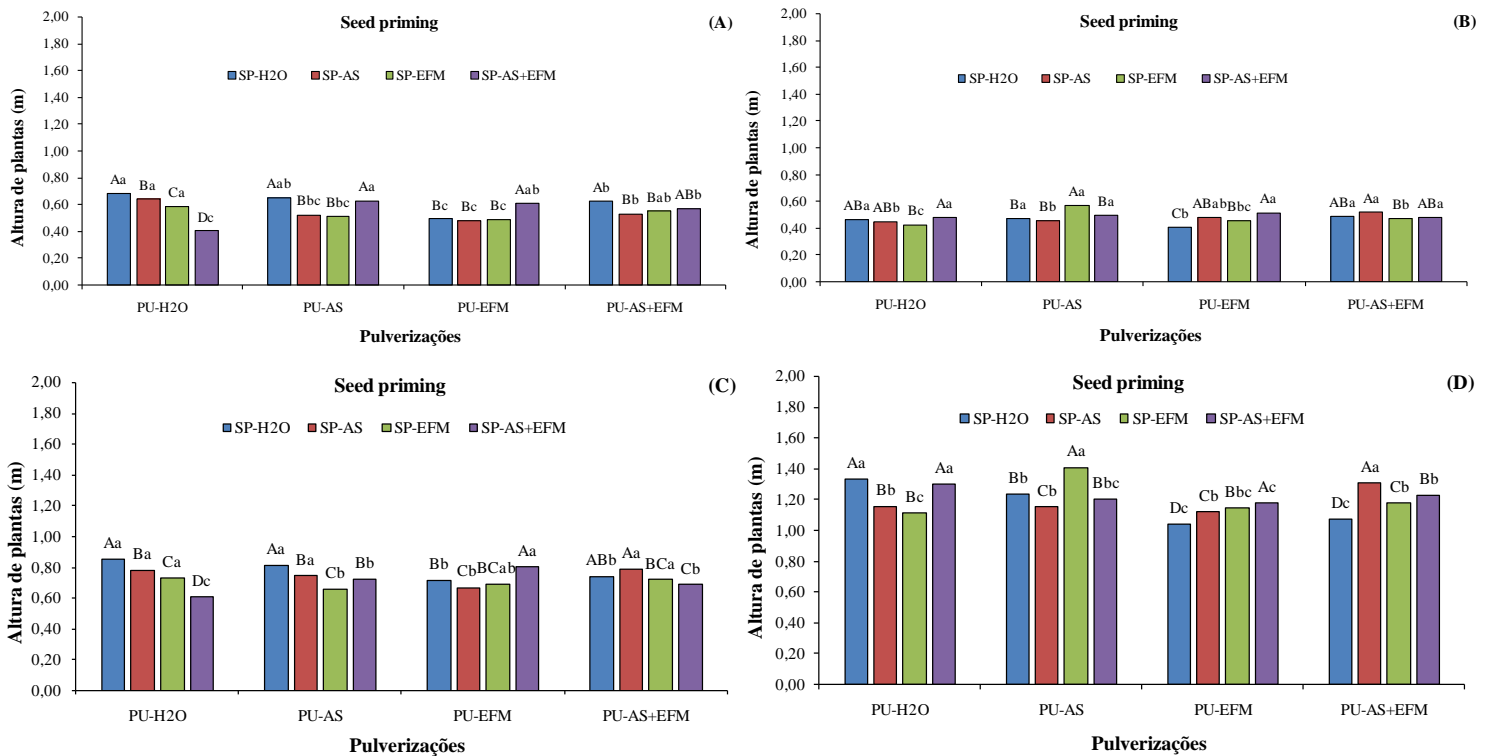 Seed priming
(A)
SP-H2O SP-AS SP-EFM SP-AS+EFM
Altura de plantas (m)
2,00
1,80
1,60
1,40
1,20
1,00
0,80
0,60
0,40
0,20
0,00
Aa Ba Ca Dc
Aab Bbc Bbc Aa
Bc Bc Bc Aab
Ab Bb Bab ABb
PU-H2O PU-AS PU-EFM PU-AS+EFM
Pulverizações
Seed priming
(B)
SP-H2O SP-AS SP-EFM SP-AS+EFM
Altura de plantas (m)
2,00
1,80
1,60
1,40
1,20
1,00
0,80
0,60
0,40
0,20
0,00
ABa ABb Bc Aa
Ba Bb Aa Ba
Cb ABab Bbc Aa
ABa Aa Bb ABa
PU-H2O PU-AS PU-EFM PU-AS+EFM
Pulverizações
Seed priming
(C)
SP-H2O SP-AS SP-EFM SP-AS+EFM
Altura de plantas (m)
2,00
1,80
1,60
1,40
1,20
1,00
0,80
0,60
0,40
0,20
0,00
Aa Ba Ca Dc
Aa Ba Cb Bb
Bb Cb BCab Aa
ABb Aa BCa Cb
PU-H2O PU-AS PU-EFM PU-AS+EFM
Pulverizações
Seed priming
(D)
SP-H2O SP-AS SP-EFM SP-AS+EFM
Altura de plantas (m)
2,00
1,80
1,60
1,40
1,20
1,00
0,80
0,60
0,40
0,20
0,00
Aa Bb Bc Aa
Bb Cb Aa Bbc
Dc Cb Bbc Ac
Dc Aa Cb Bb
PU-H2O PU-AS PU-EFM PU-AS+EFM
Pulverizações